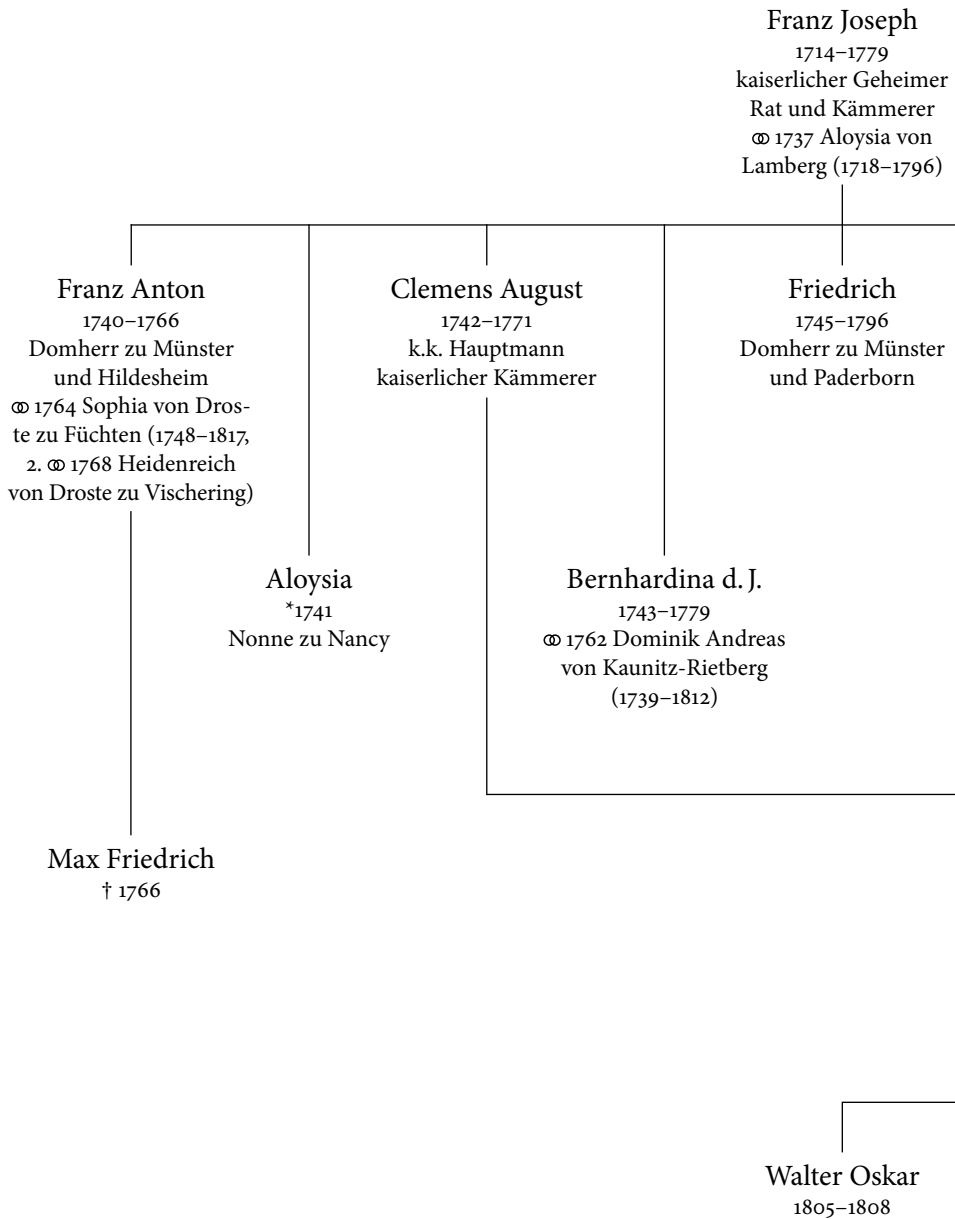 Franz Joseph
1714–1779
kaiserlicher Geheimer
Rat und Kämmerer
⚭ 1737 Aloysia von
Lamberg (1718–1796)
Franz Anton
1740–1766
Domherr zu Münster
und Hildesheim
⚭ 1764 Sophia von Dros-
te zu Füchten (1748–1817,
2. ⚭ 1768 Heidenreich
von Droste zu Vischering)
Clemens August
1742–1771
k.k. Hauptmann
kaiserlicher Kämmerer
Friedrich
1745–1796
Domherr zu Münster
und Paderborn
Aloysia
*1741
Nonne zu Nancy
Bernhardina d. J.
1743–1779
⚭ 1762 Dominik Andreas
von Kaunitz-Rietberg
(1739–1812)
Max Friedrich
† 1766
Walter Oskar
1805–1808